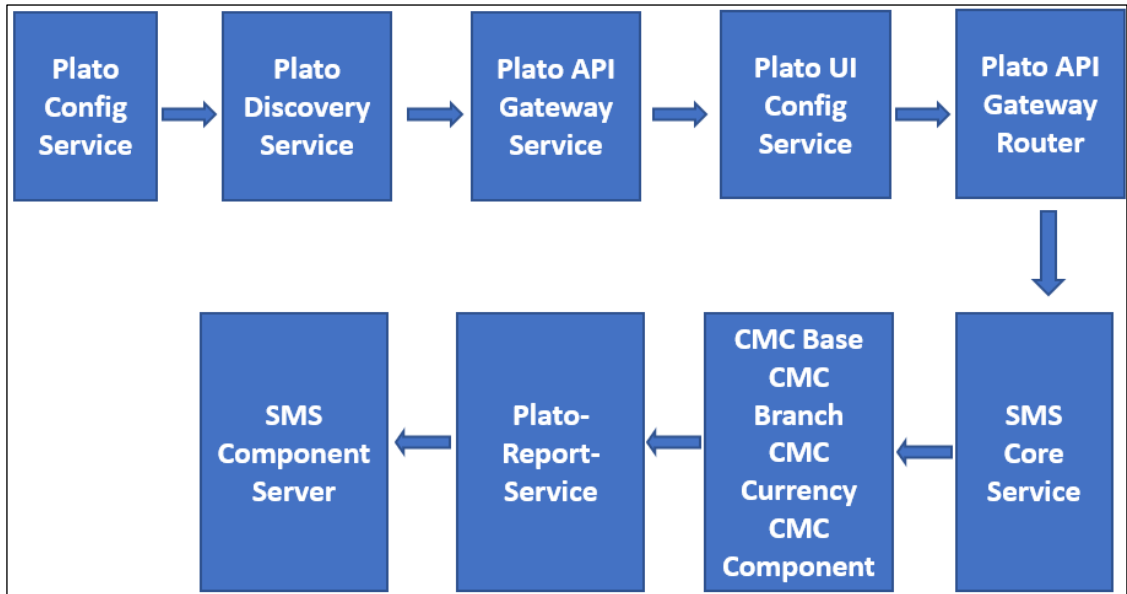 Plato
Config
Service
Plato
Discovery
Service
Plato API
Gateway
Service
Plato UI
Config
Service
Plato API
Gateway
Router
SMS
Core
Service
CMC Base
CMC
Branch
CMC
Currency
CMC
Component
Plato-
Report-
Service
SMS
Component
Server